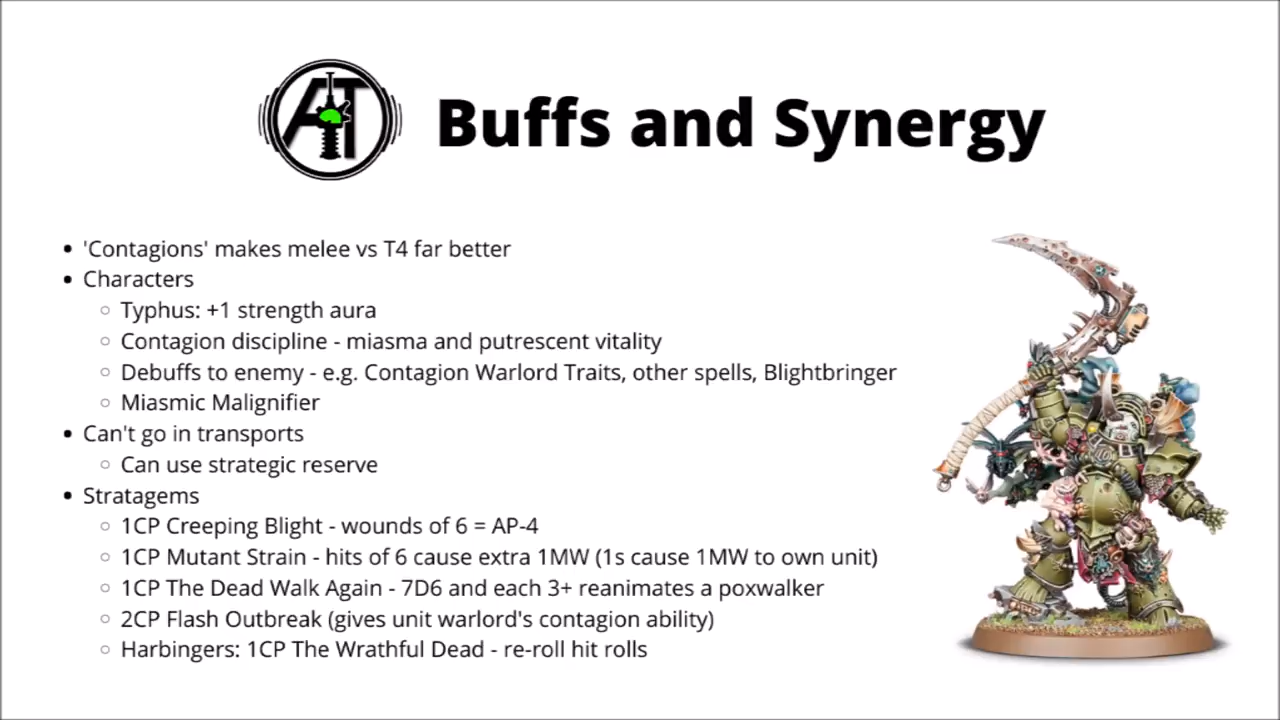 AT
Buffs and Synergy
• 'Contagions' makes melee vs T4 far better
• Characters
○ Typhus: +1 strength aura
○ Contagion discipline - miasma and putrescent vitality
○ Debuffs to enemy - e.g. Contagion Warlord Traits, other spells, Blightbringer
○ Miasmic Malignifier
• Can't go in transports
○ Can use strategic reserve
• Stratagems
○ 1CP Creeping Blight - wounds of 6 = AP-4
○ 1CP Mutant Strain - hits of 6 cause extra 1MW (1s cause 1MW to own unit)
○ 1CP The Dead Walk Again - 7D6 and each 3+ reanimates a poxwalker
○ 2CP Flash Outbreak (gives unit warlord's contagion ability)
○ Harbingers: 1CP The Wrathful Dead - re-roll hit rolls